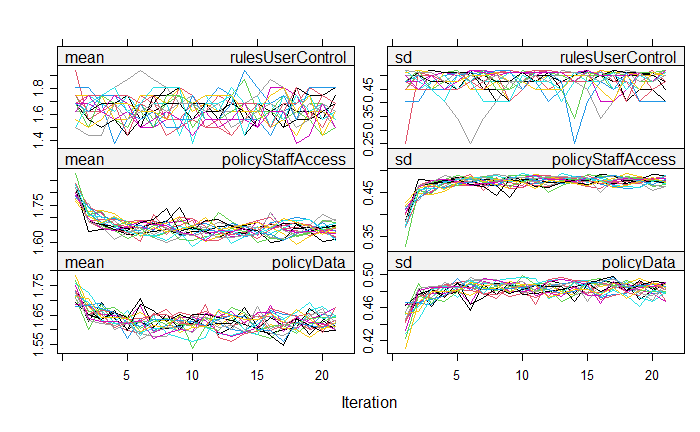 mean rulesUserControl
sd rulesUserControl
1.4 1.6 1.8
0.25 0.35 0.45
mean policyStaffAccess
sd policyStaffAccess
1.60 1.75
0.35 0.45
mean policyData
sd policyData
1.55 1.65 1.75
0.42 0.46 0.50
5 10 15 20
5 10 15 20
Iteration